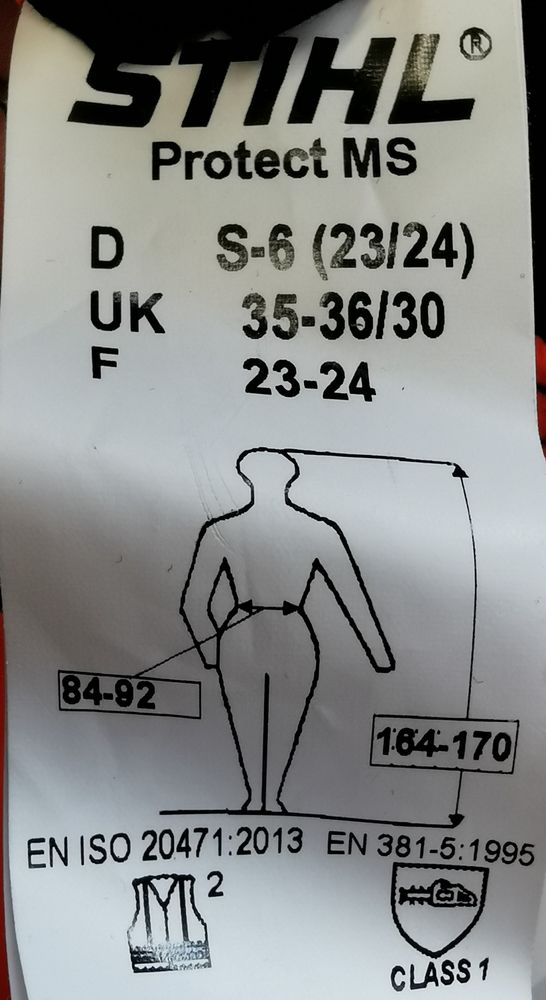 STIHL®
Protect MS
D S-6 (23/24)
UK 35-36/30
F 23-24
84-92
164-170
EN ISO 20471:2013 EN 381-5:1995
2
CLASS 1